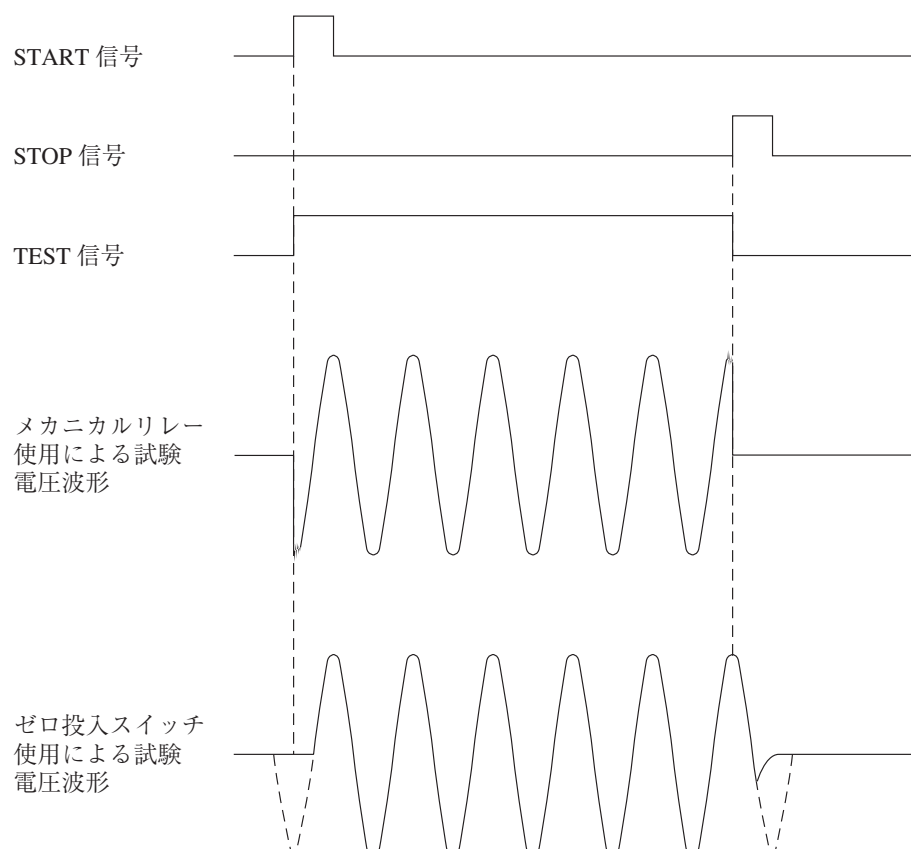 START 信号
STOP 信号
TEST 信号
メカニカルリレー
使用による試験
電圧波形
ゼロ投入スイッチ
使用による試験
電圧波形